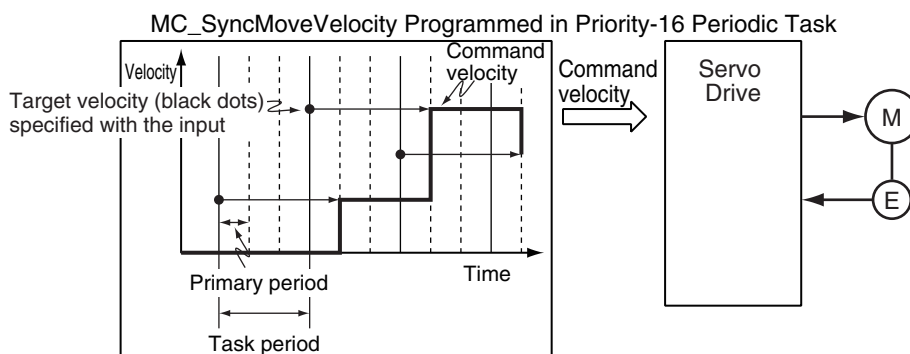 MC_SyncMoveVelocity Programmed in Priority-16 Periodic Task
Velocity
Command
velocity
Target velocity (black dots)
specified with the input
Primary period
Time
Task period
Command
velocity
Servo
Drive
M
E